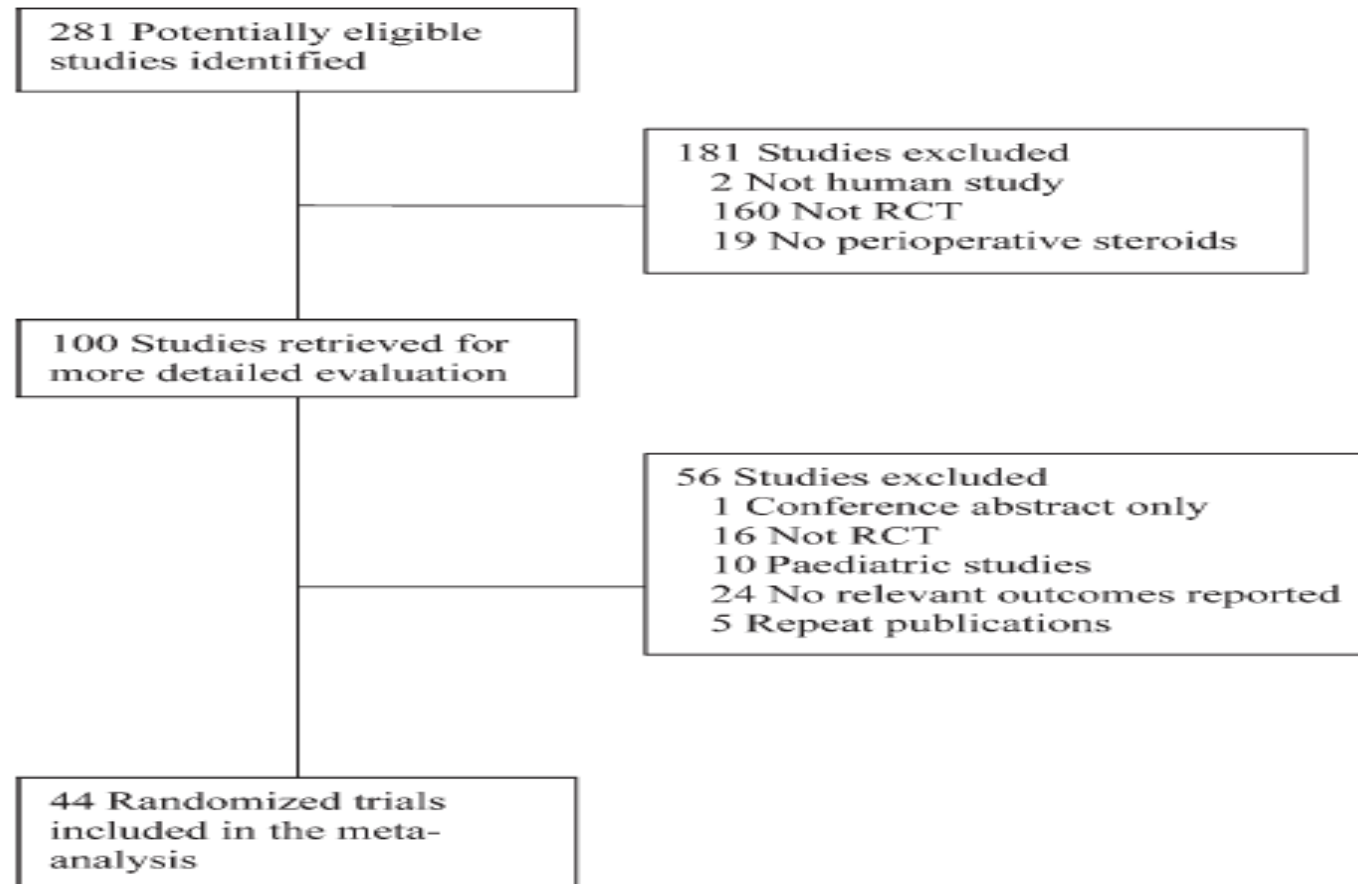 281 Potentially eligible
studies identified
181 Studies excluded
2 Not human study
160 Not RCT
19 No perioperative steroids
100 Studies retrieved for
more detailed evaluation
56 Studies excluded
1 Conference abstract only
16 Not RCT
10 Paediatric studies
24 No relevant outcomes reported
5 Repeat publications
44 Randomized trials
included in the meta-
analysis